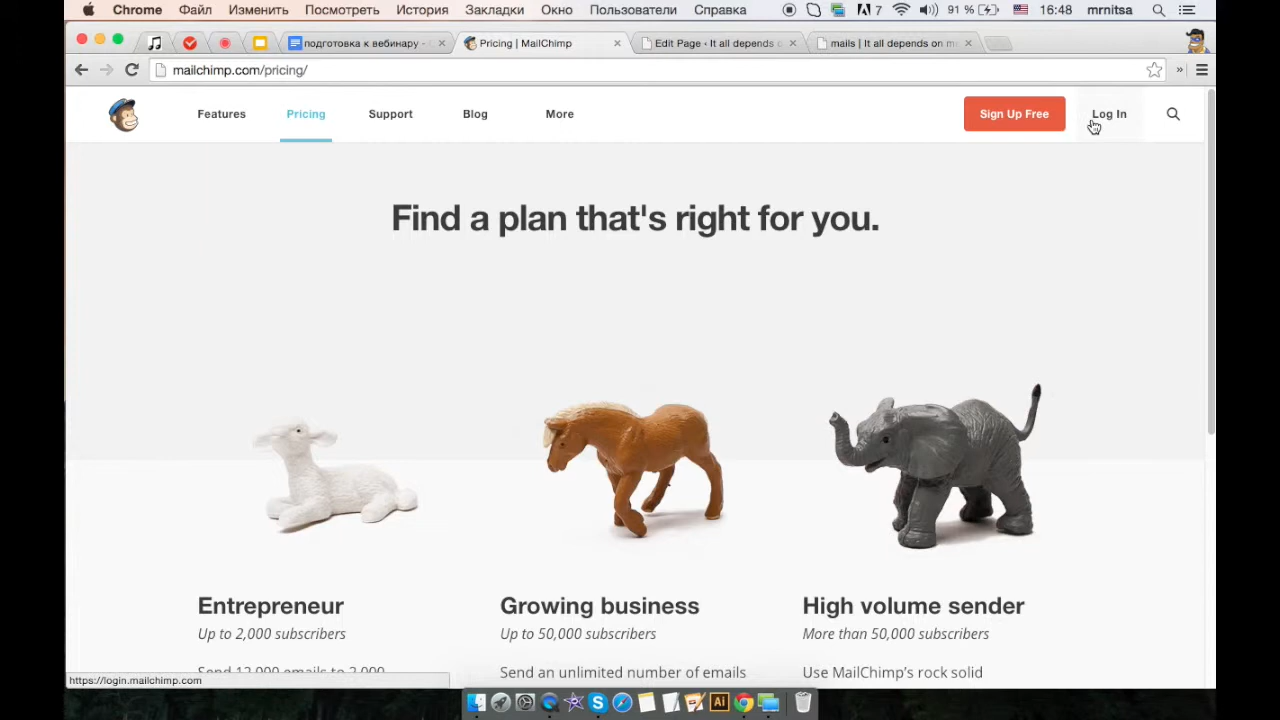 Chrome Файл Изменить Посмотреть История Закладки Окно Пользователи Справка 7 91 % 16:48 mrnitsa
подготовка к вебинару - Pricing | MailChimp Edit Page ‹ It all depends mails | It all depends on
mailchimp.com/pricing/ »
Features Pricing Support Blog More Sign Up Free Log In
Find a plan that's right for you.
Entrepreneur Growing business High volume sender
Up to 2,000 subscribers Up to 50,000 subscribers More than 50,000 subscribers
Send 12,000 emails to 2,000 Send an unlimited number of emails Use MailChimp’s rock solid
https://login.mailchimp.com
Ai